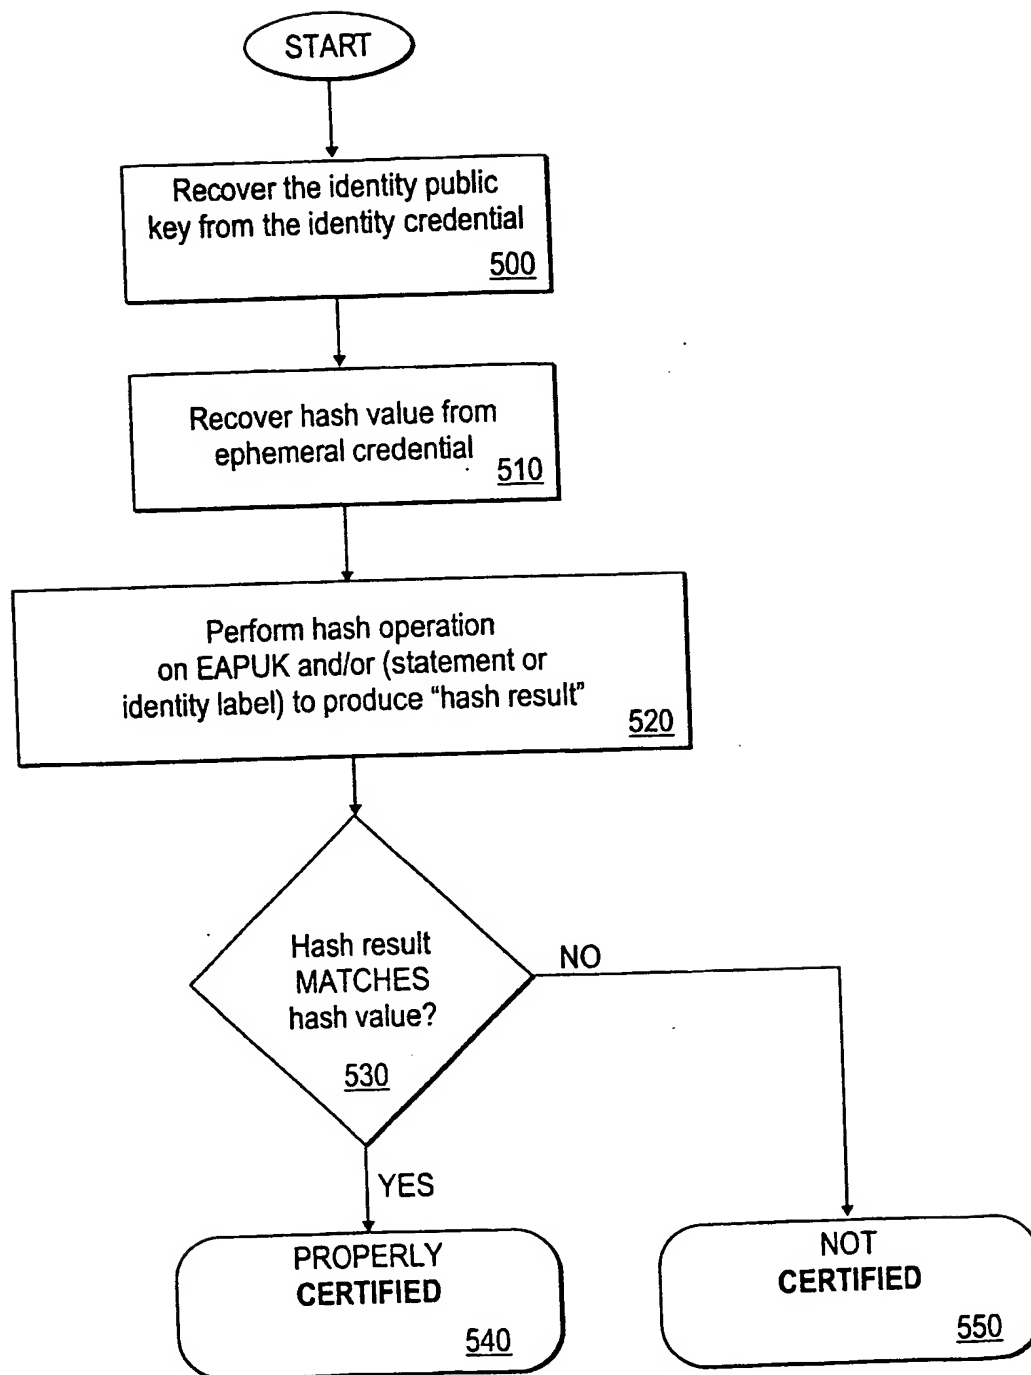 START
Recover the identity public
key from the identity credential
500
Recover hash value from
ephemeral credential
510
Perform hash operation
on EAPUK and/or (statement or
identity label) to produce “hash result”
520
Hash result
MATCHES
hash value?
530
NO
YES
PROPERLY
CERTIFIED
540
NOT
CERTIFIED
550